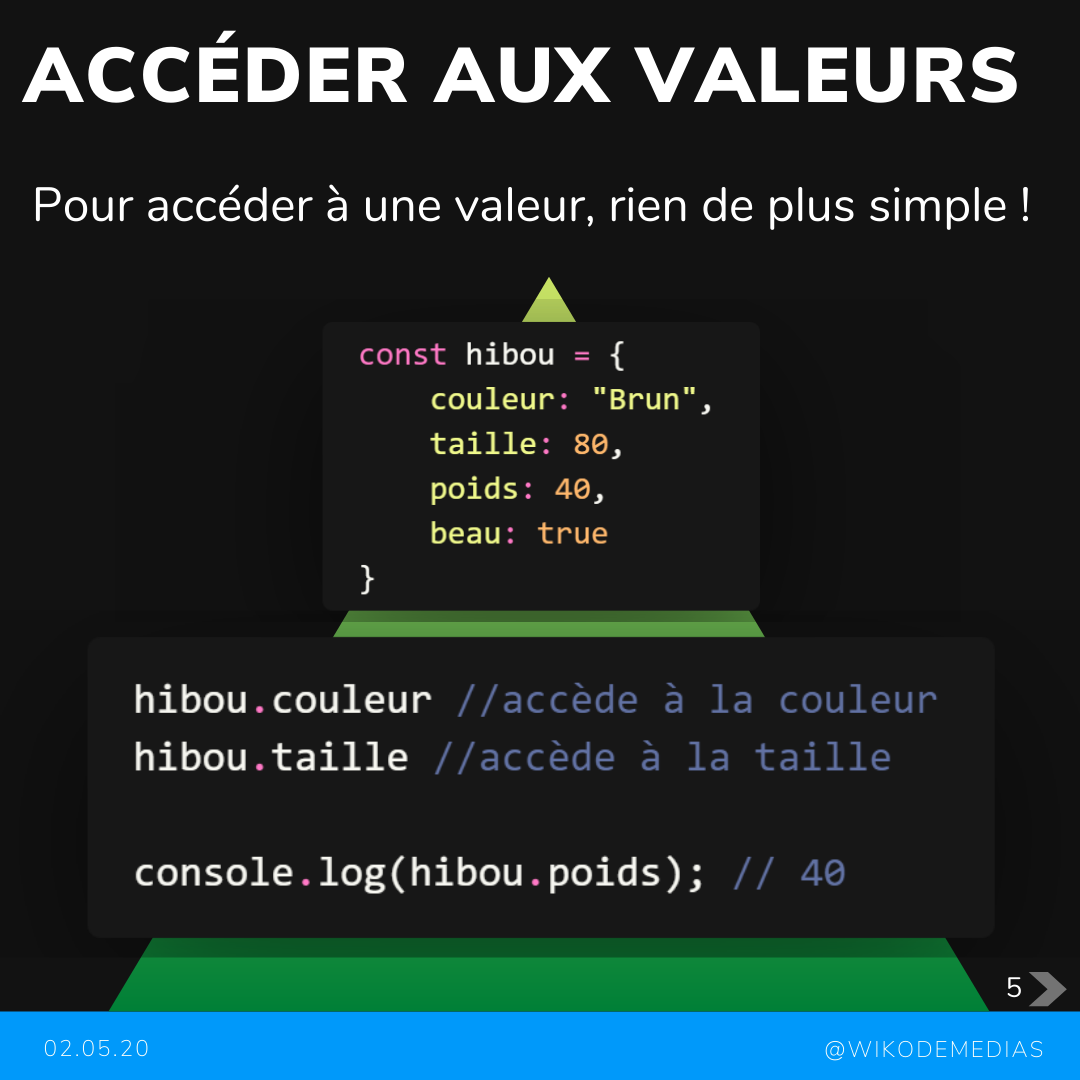 ACCÉDER AUX VALEURS
Pour accéder à une valeur, rien de plus simple !
const hibou = {
    couleur: "Brun",
    taille: 80,
    poids: 40,
    beau: true
}
hibou.couleur //accède à la couleur
hibou.taille //accède à la taille
console.log(hibou.poids); // 40
5
02.05.20
@WIKODEMEDIAS